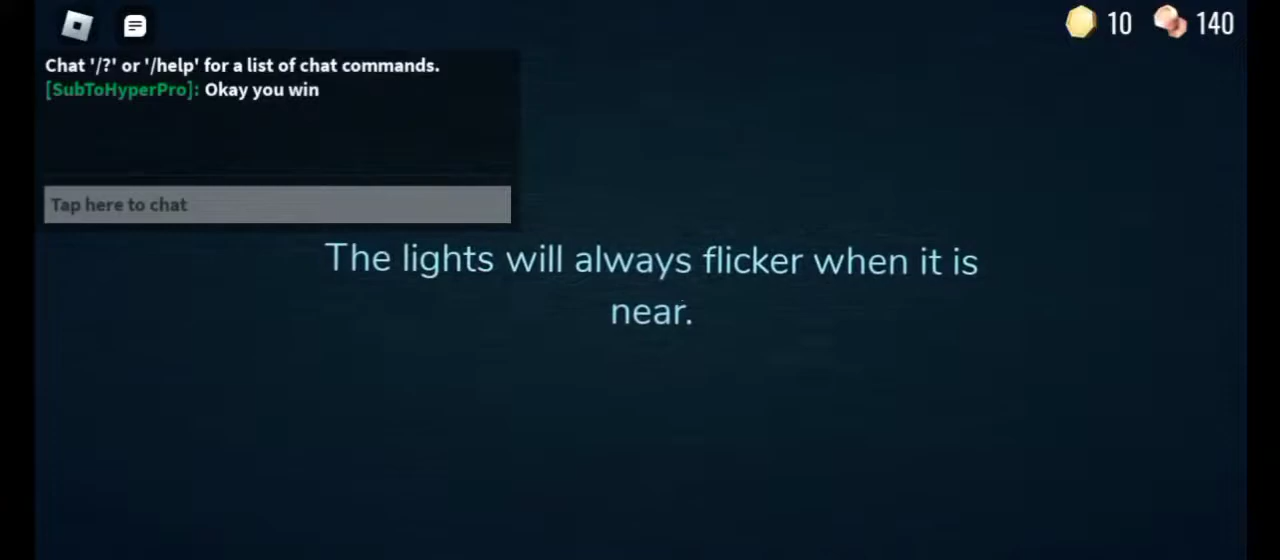 10
140
Chat '/?' or '/help' for a list of chat commands.
[SubToHyperPro]: Okay you win
Tap here to chat
The lights will always flicker when it is
near.